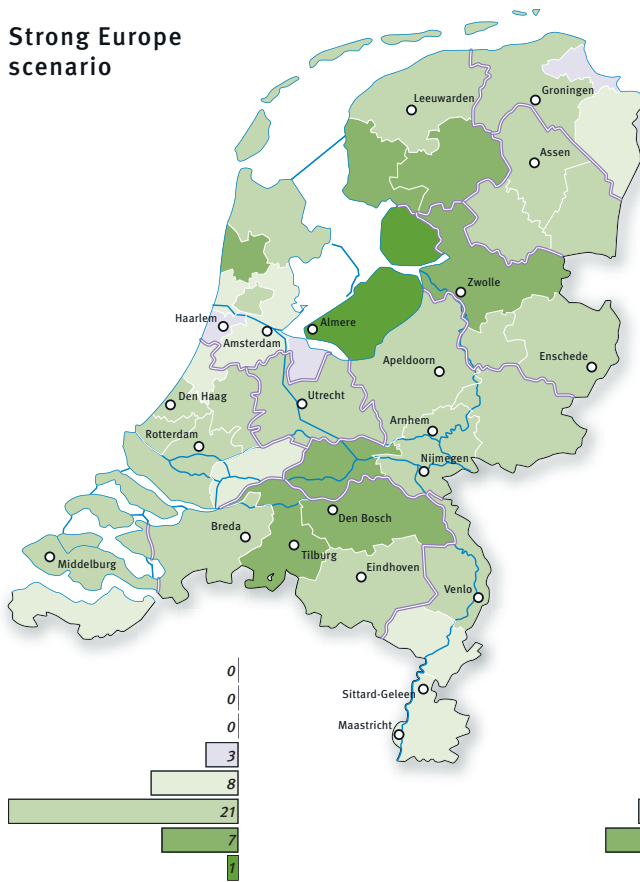 Strong Europe
scenario
Leeuwarden
Groningen
Assen
Zwolle
Haarlem
Almere
Amsterdam
Enschede
Apeldoorn
Den Haag
Utrecht
Arnhem
Rotterdam
Nijmegen
Den Bosch
Breda
Tilburg
Middelburg
Eindhoven
Venlo
Sittard-Geleen
Maastricht
0
0
0
3
8
21
7
1